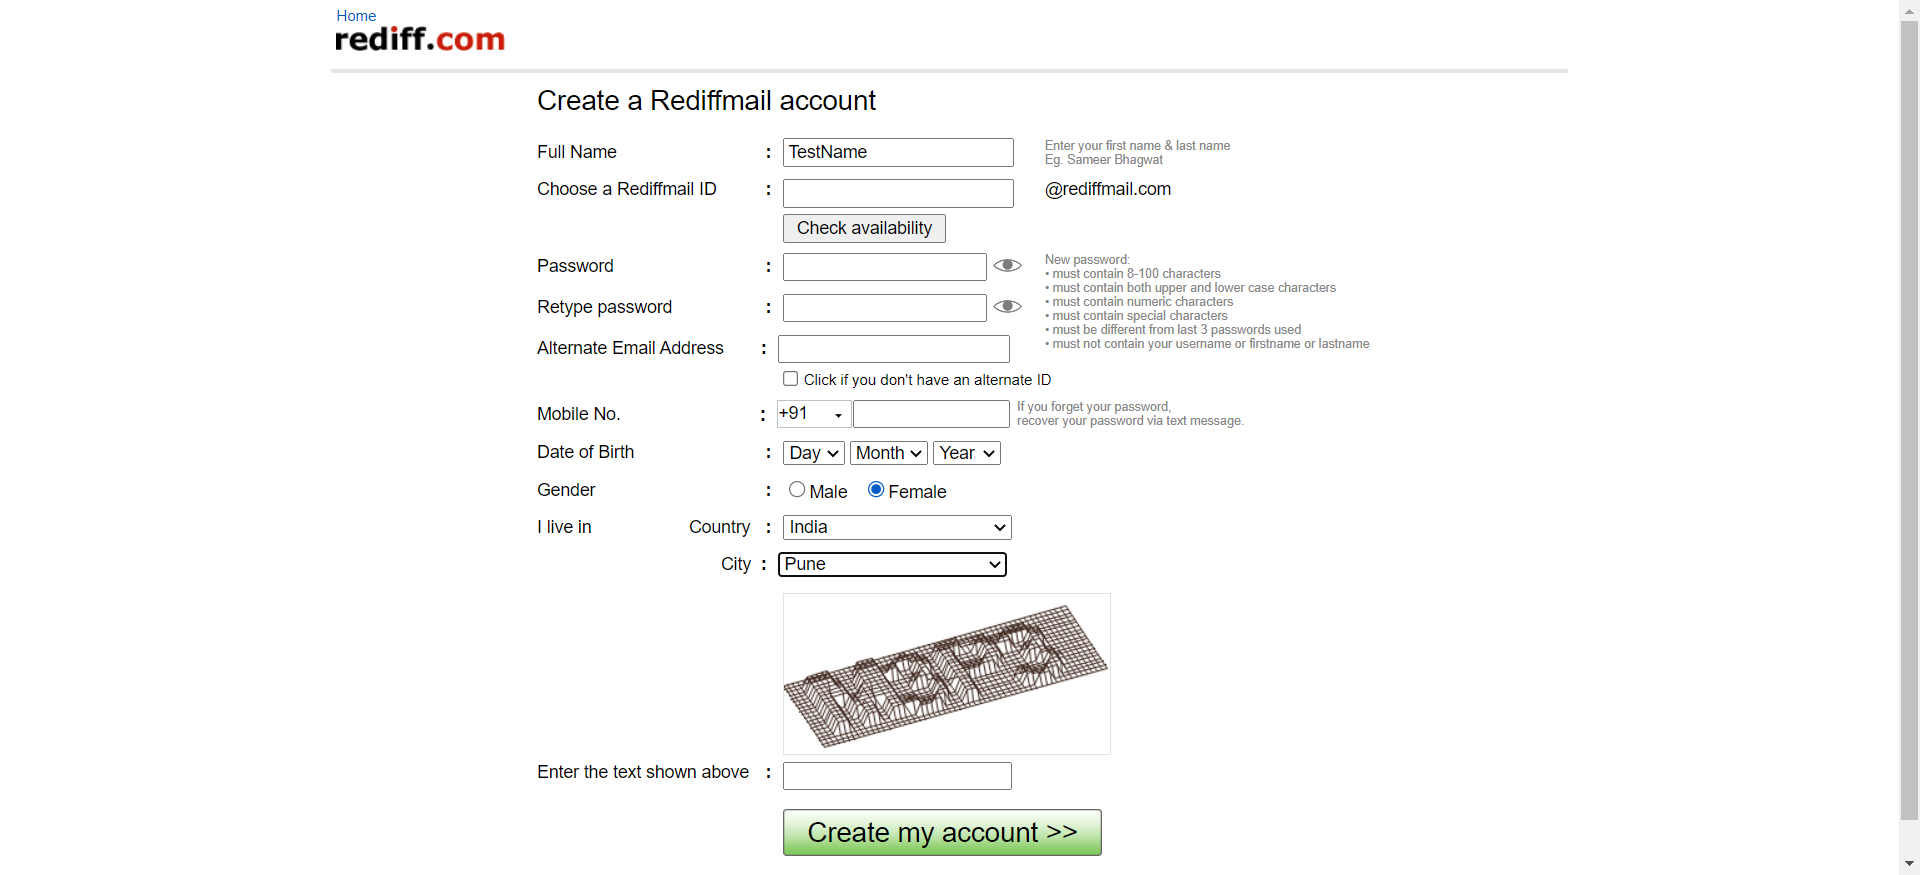 Home
rediff.com
Create a Rediffmail account
Full Name : TestName Enter your first name & last name
Eg. Sameer Bhagwat
Choose a Rediffmail ID : @rediffmail.com
Check availability
Password : New password:
• must contain 8-100 characters
• must contain both upper and lower case characters
Retype password : • must contain numeric characters
• must contain special characters
• must be different from last 3 passwords used
Alternate Email Address : • must not contain your username or firstname or lastname
Click if you don't have an alternate ID
Mobile No. : +91 If you forget your password,
recover your password via text message.
Date of Birth : Day Month Year
Gender : Male Female
I live in Country : India
City : Pune
Enter the text shown above :
Create my account >>